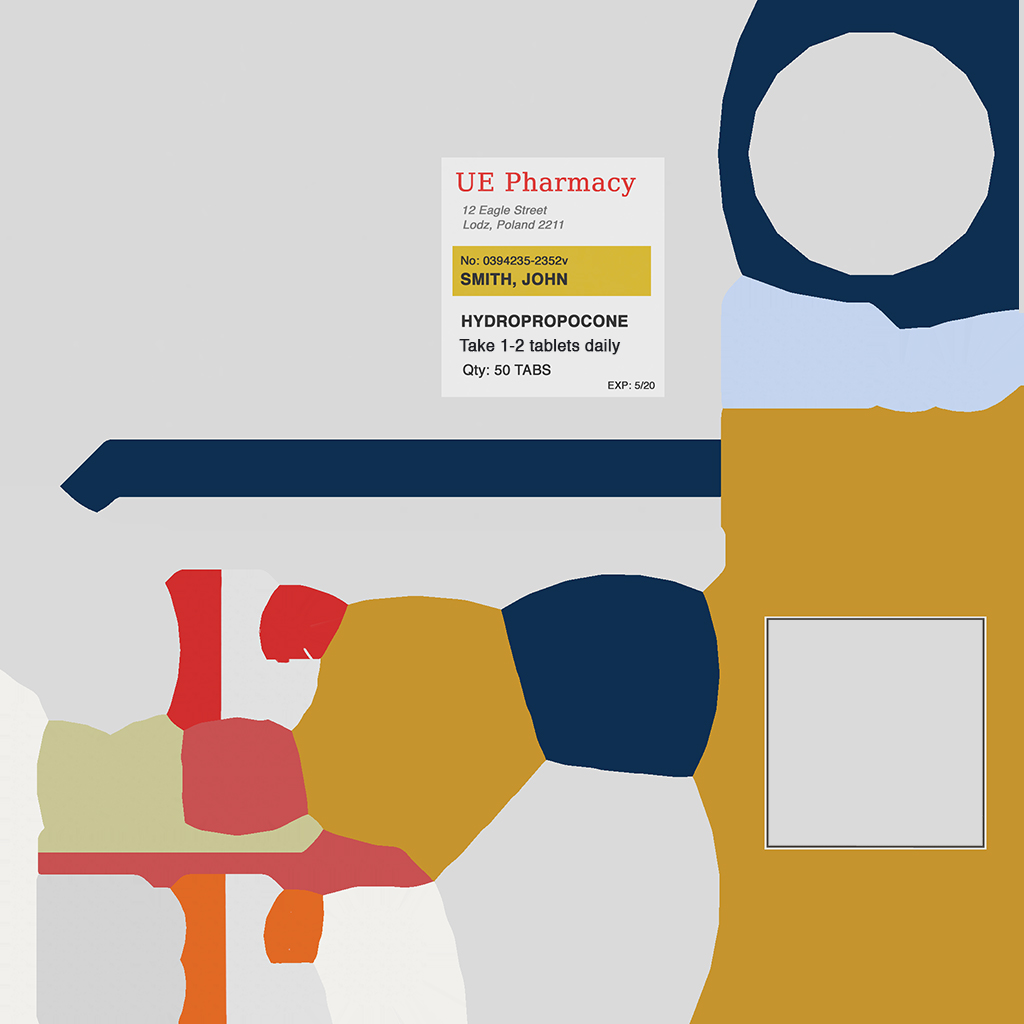 UE Pharmacy
12 Eagle Street
Lodz, Poland 2211
No: 0394235-2352v
SMITH, JOHN
HYDROPROPOCONE
Take 1-2 tablets daily
Qty: 50 TABS
EXP: 5/20